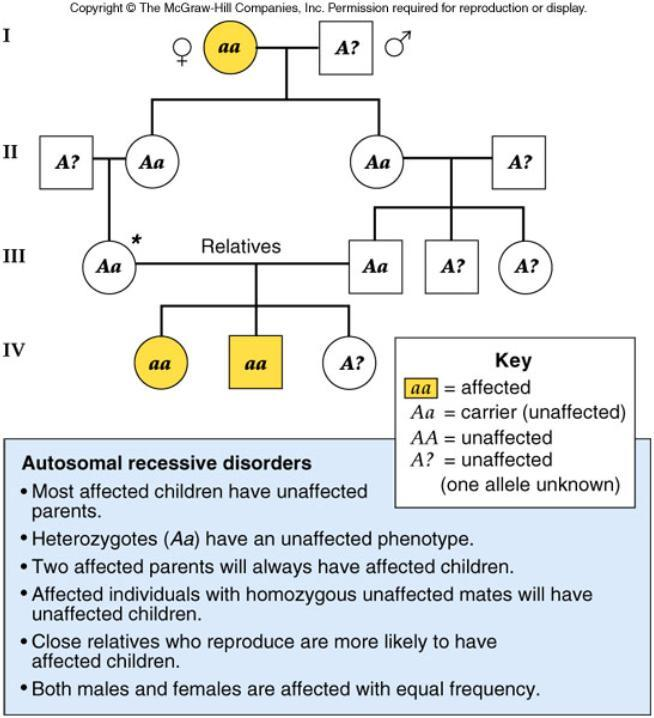 Copyright © The McGraw-Hill Companies, Inc. Permission required for reproduction or display.
I
♀ aa A? ♂
II
A? Aa Aa A?
III
Aa * Relatives Aa A? A?
IV
aa aa A?
Key
aa = affected
Aa = carrier (unaffected)
AA = unaffected
A? = unaffected
(one allele unknown)
Autosomal recessive disorders
• Most affected children have unaffected
parents.
• Heterozygotes (Aa) have an unaffected phenotype.
• Two affected parents will always have affected children.
• Affected individuals with homozygous unaffected mates will have
unaffected children.
• Close relatives who reproduce are more likely to have
affected children.
• Both males and females are affected with equal frequency.